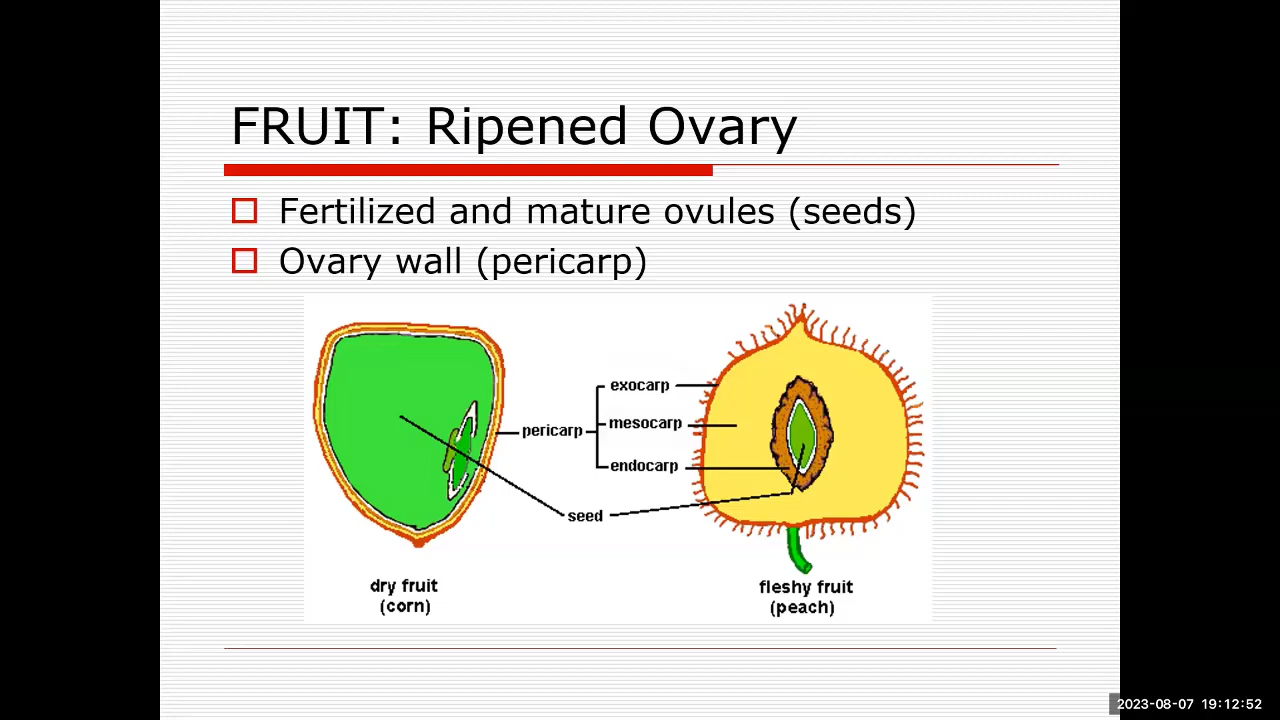 FRUIT: Ripened Ovary
Fertilized and mature ovules (seeds)
Ovary wall (pericarp)
exocarp
mesocarp
pericarp
endocarp
seed
dry fruit
(corn)
fleshy fruit
(peach)
2023-08-07 19:12:52